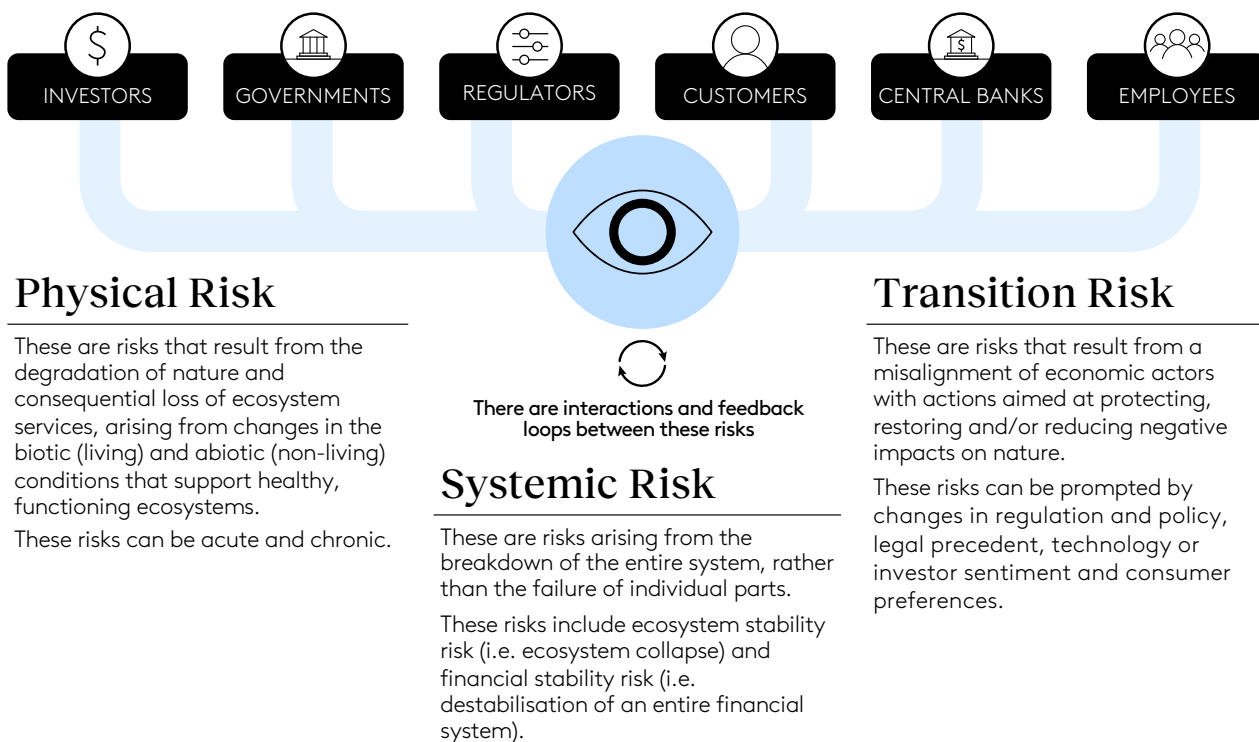 INVESTORS
GOVERNMENTS
REGULATORS
CUSTOMERS
CENTRAL BANKS
EMPLOYEES
Physical Risk
These are risks that result from the
degradation of nature and
consequential loss of ecosystem
services, arising from changes in the
biotic (living) and abiotic (non-living)
conditions that support healthy,
functioning ecosystems.
These risks can be acute and chronic.
There are interactions and feedback
loops between these risks
Systemic Risk
These are risks arising from the
breakdown of the entire system, rather
than the failure of individual parts.
These risks include ecosystem stability
risk (i.e. ecosystem collapse) and
financial stability risk (i.e.
destabilisation of an entire financial
system).
Transition Risk
These are risks that result from a
misalignment of economic actors
with actions aimed at protecting,
restoring and/or reducing negative
impacts on nature.
These risks can be prompted by
changes in regulation and policy,
legal precedent, technology or
investor sentiment and consumer
preferences.